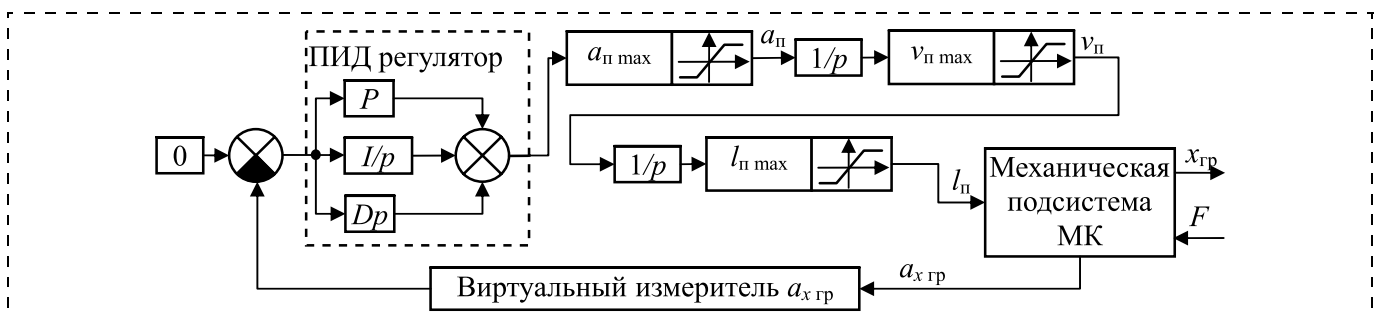 ПИД регулятор
P
I/p
Dp
0
a п max
a п
1/p
v п max
v п
1/p
l п max
l п
Механическая
подсистема
МК
x гр
F
a x гр
Виртуальный измеритель a x гр